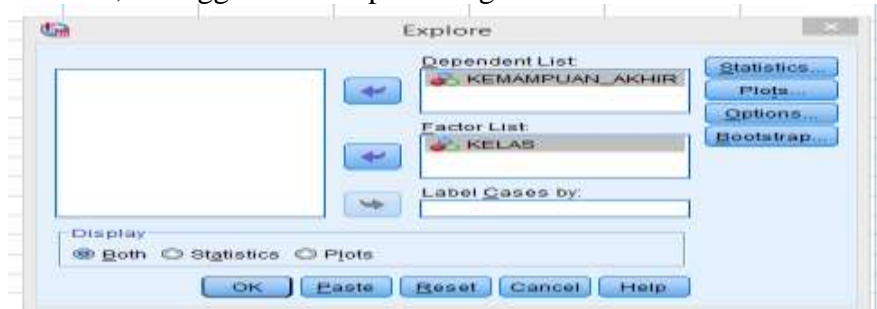 Explore
Dependent List:
KEMAMPUAN_AKHIR
Factor List:
KELAS
Label Cases by:
Statistics...
Plots...
Options...
Bootstrap...
Display
Both Statistics Plots
OK Paste Reset Cancel Help